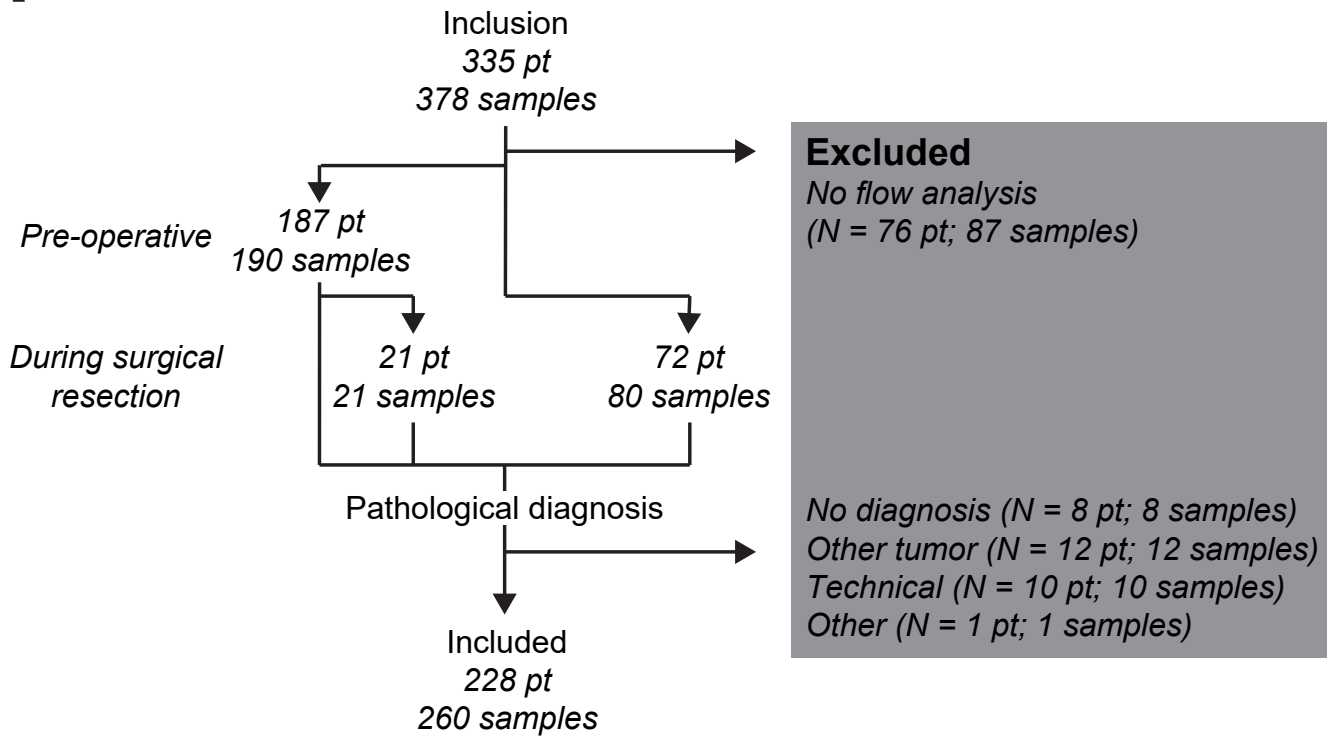 Inclusion
335 pt
378 samples
Excluded
No flow analysis
(N = 76 pt; 87 samples)
Pre-operative
187 pt
190 samples
During surgical
resection
21 pt
21 samples
72 pt
80 samples
Pathological diagnosis
No diagnosis (N = 8 pt; 8 samples)
Other tumor (N = 12 pt; 12 samples)
Technical (N = 10 pt; 10 samples)
Other (N = 1 pt; 1 samples)
Included
228 pt
260 samples